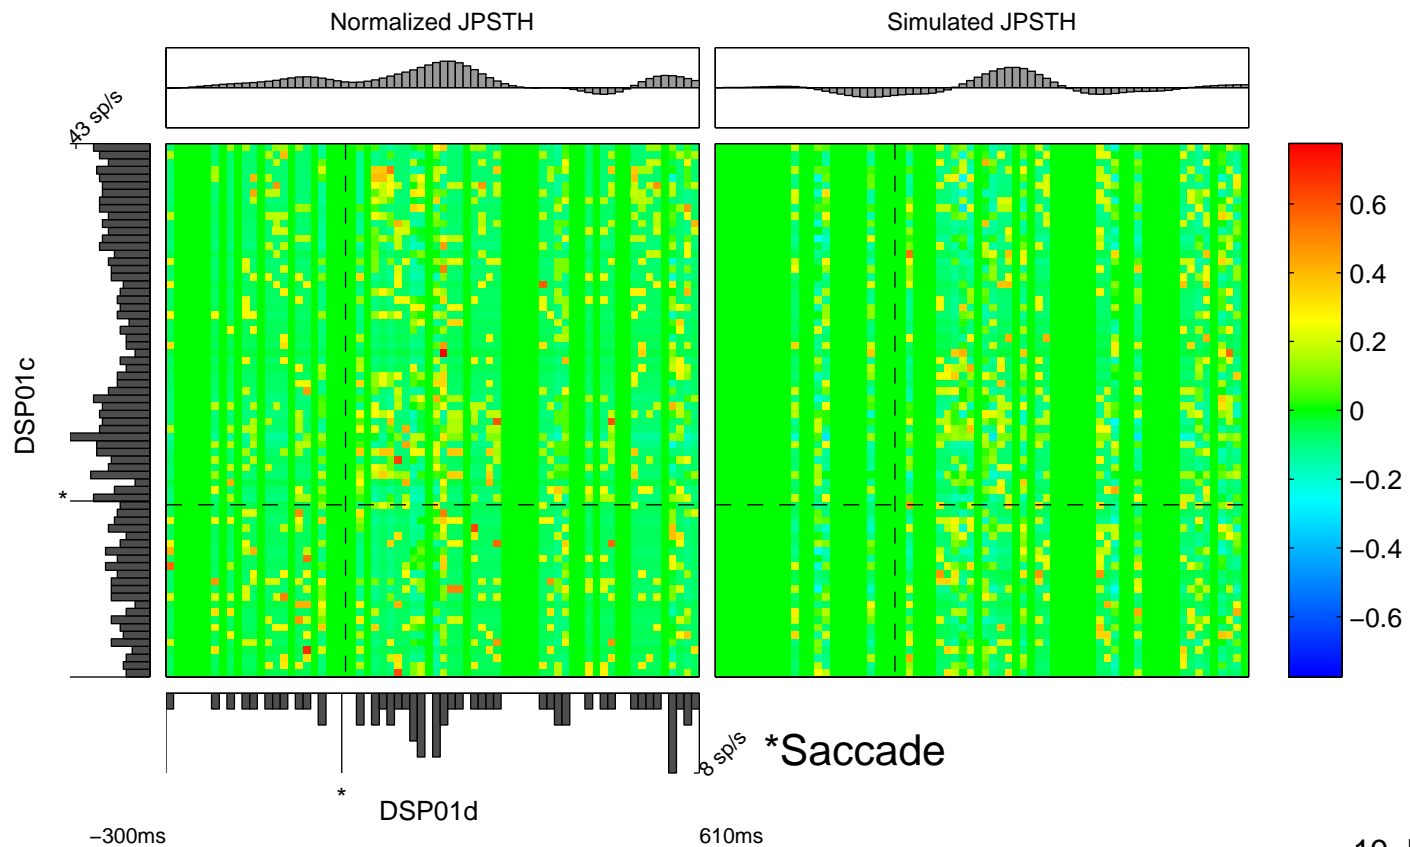 Normalized JPSTH
Simulated JPSTH
43 sp/s
DSP01c
*
0.6
0.4
0.2
0
−0.2
−0.4
−0.6
8 sp/s
*Saccade
*
DSP01d
−300ms
610ms